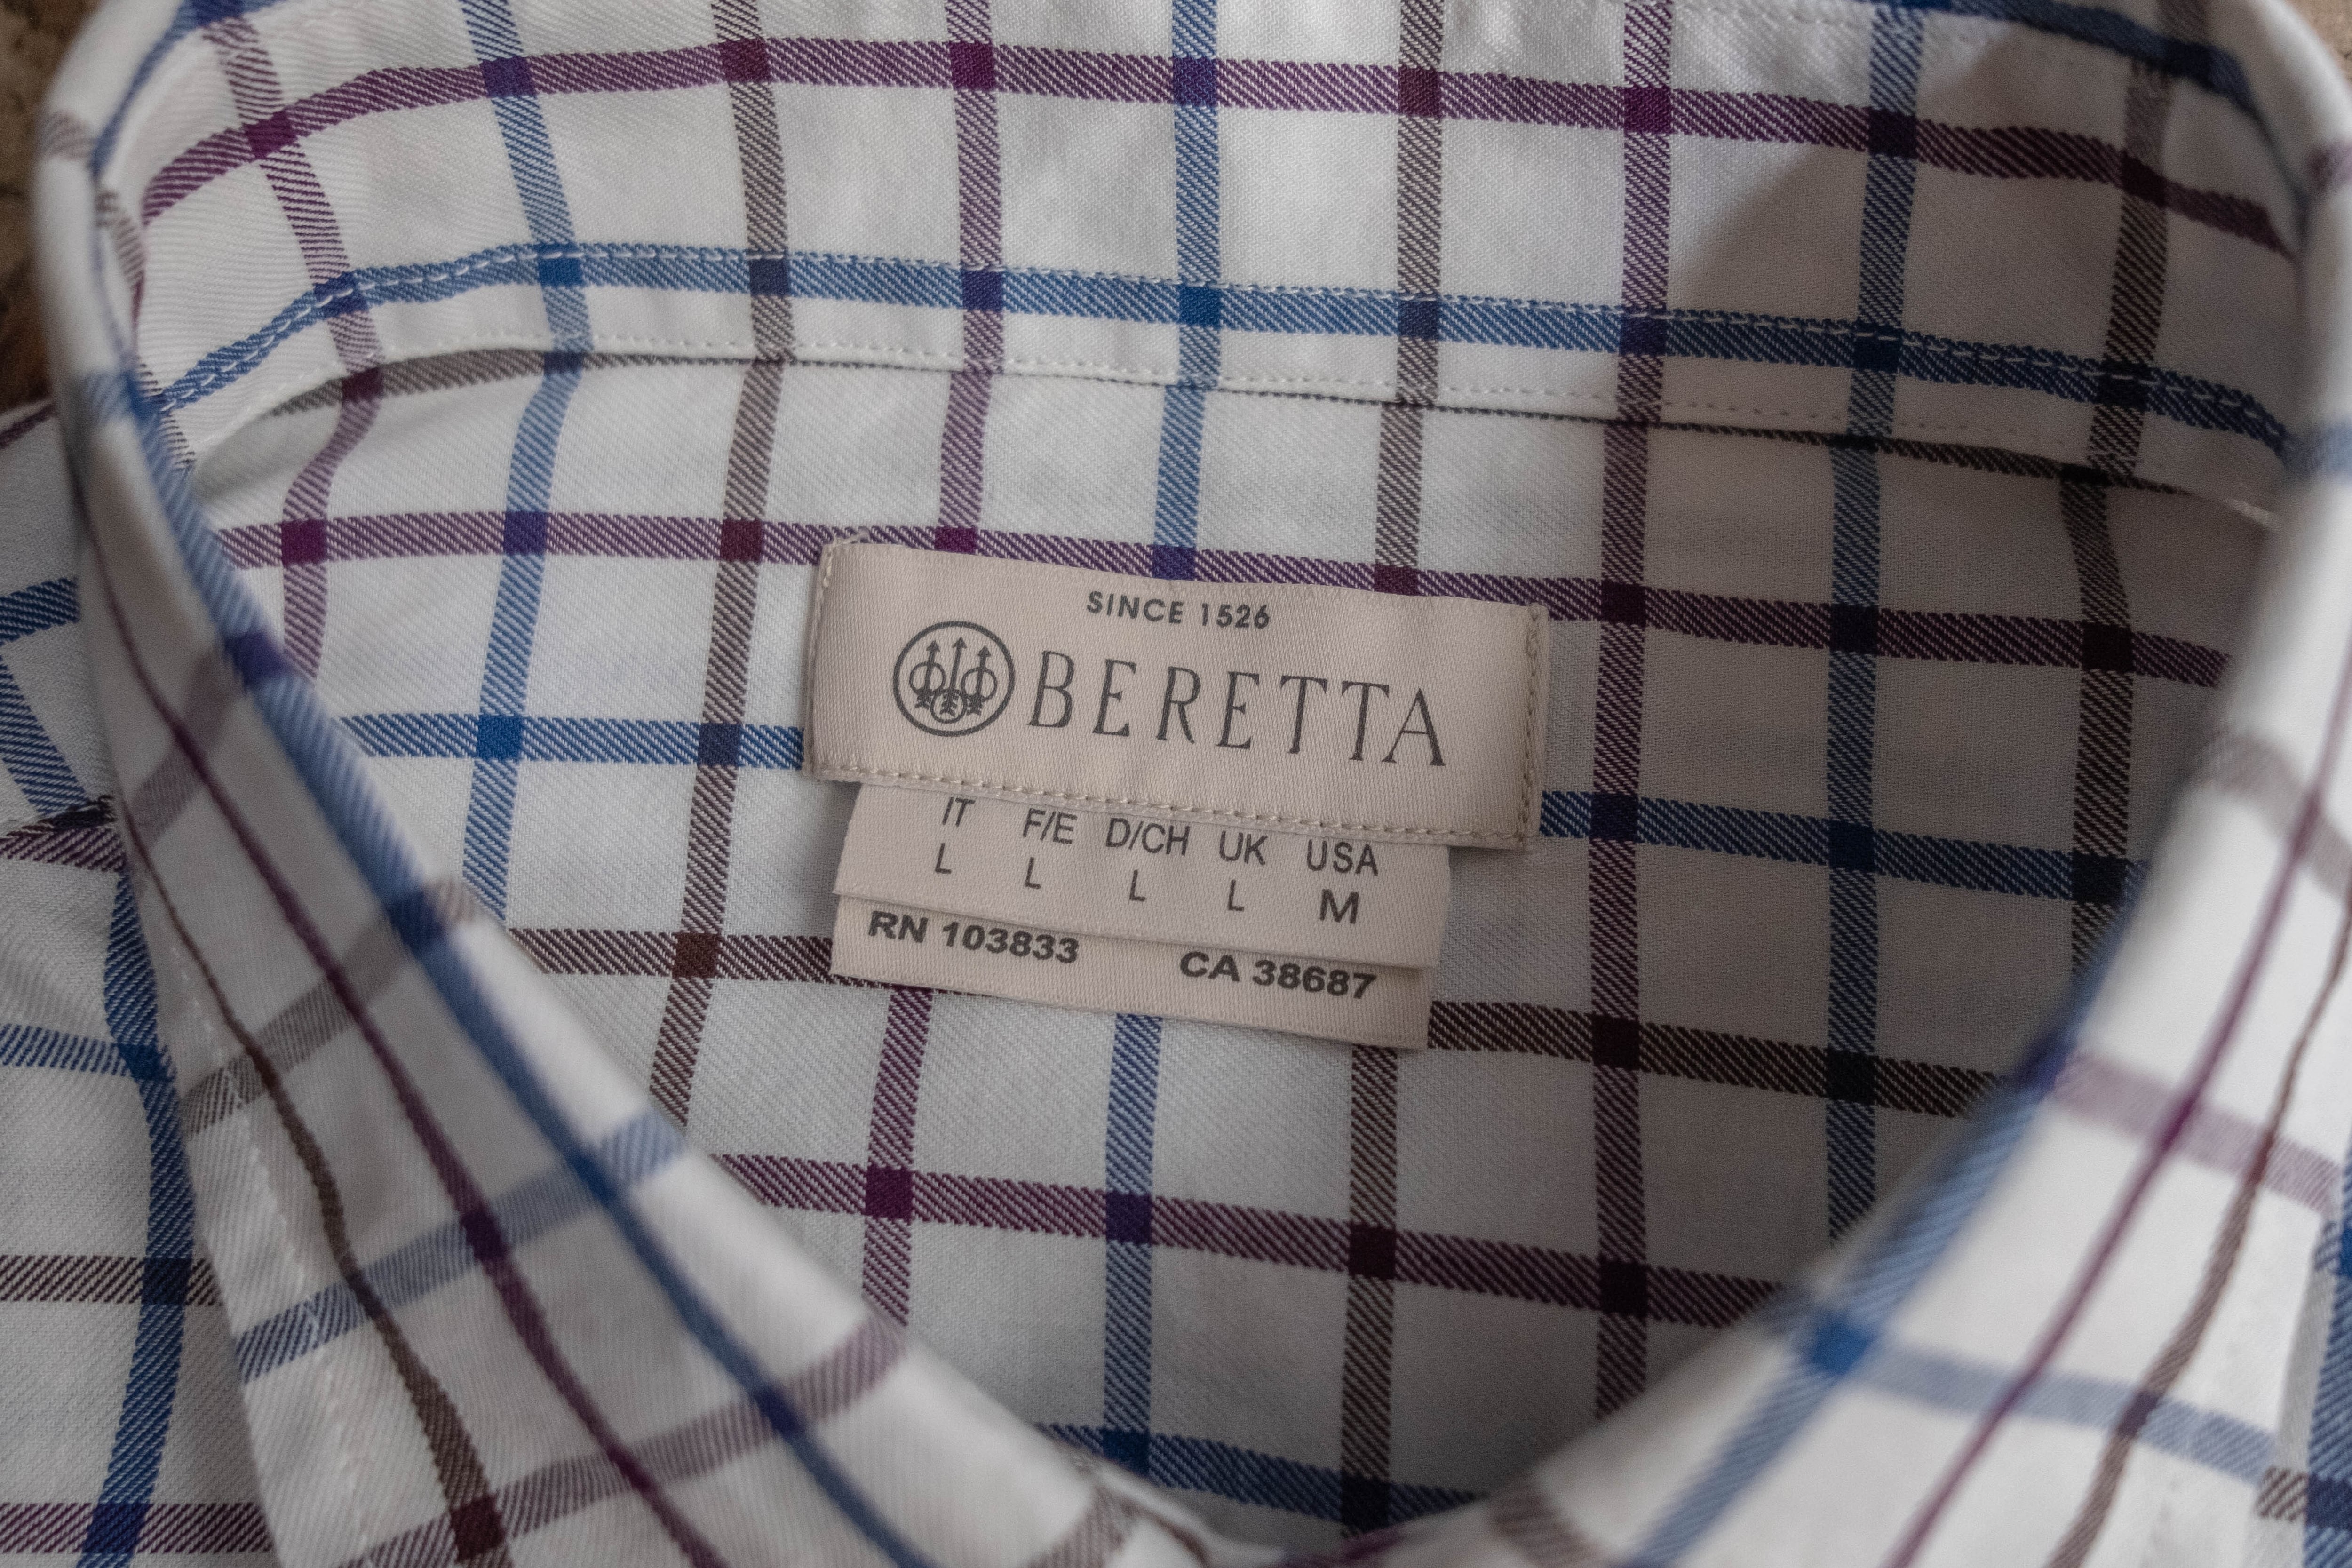 SINCE 1526
BERETTA
IT F/E D/CH UK USA
L L L L M
RN 103833 CA 38687